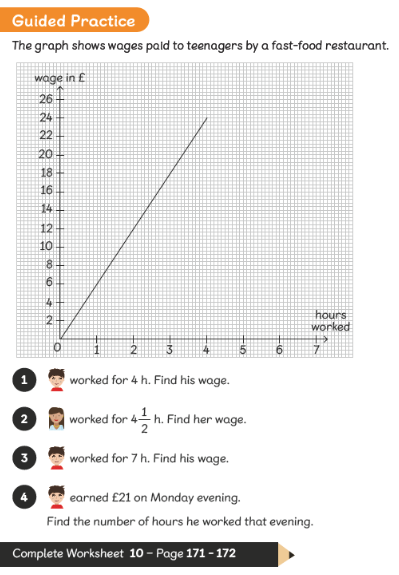 Guided Practice
The graph shows wages paid to teenagers by a fast-food restaurant.
wage in £
26
24
22
20
18
16
14
12
10
8
6
4
2
hours
worked
0 1 2 3 4 5 6 7
1 worked for 4 h. Find his wage.
2 worked for 4 1/2 h. Find her wage.
3 worked for 7 h. Find his wage.
4 earned £21 on Monday evening.
Find the number of hours he worked that evening.
Complete Worksheet 10 – Page 171 - 172